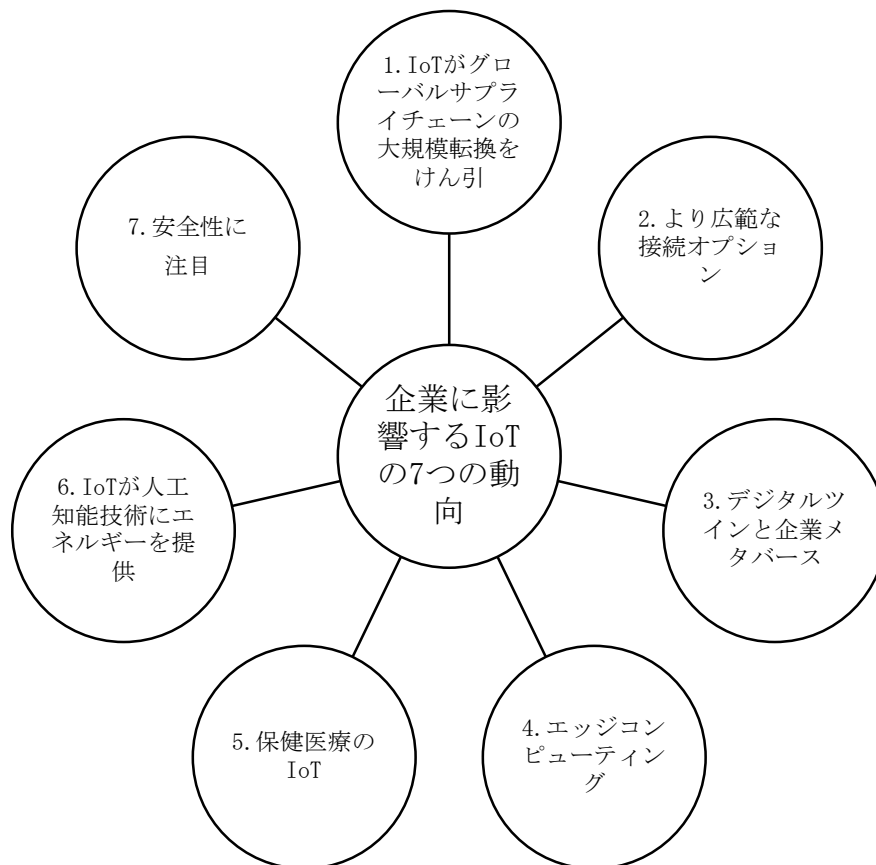 1.IoTがグロ
ーバルサプラ
イチェーンの
大規模転換を
けん引
2.より広範な
接続オプショ
ン
3.デジタルツ
インと企業メ
タバース
4.エッジコン
ピューティン
グ
5.保健医療の
IoT
6.IoTが人工
知能技術にエ
ネルギーを提
供
7.安全性に
注目
企業に影
響するIoT
の7つの動
向